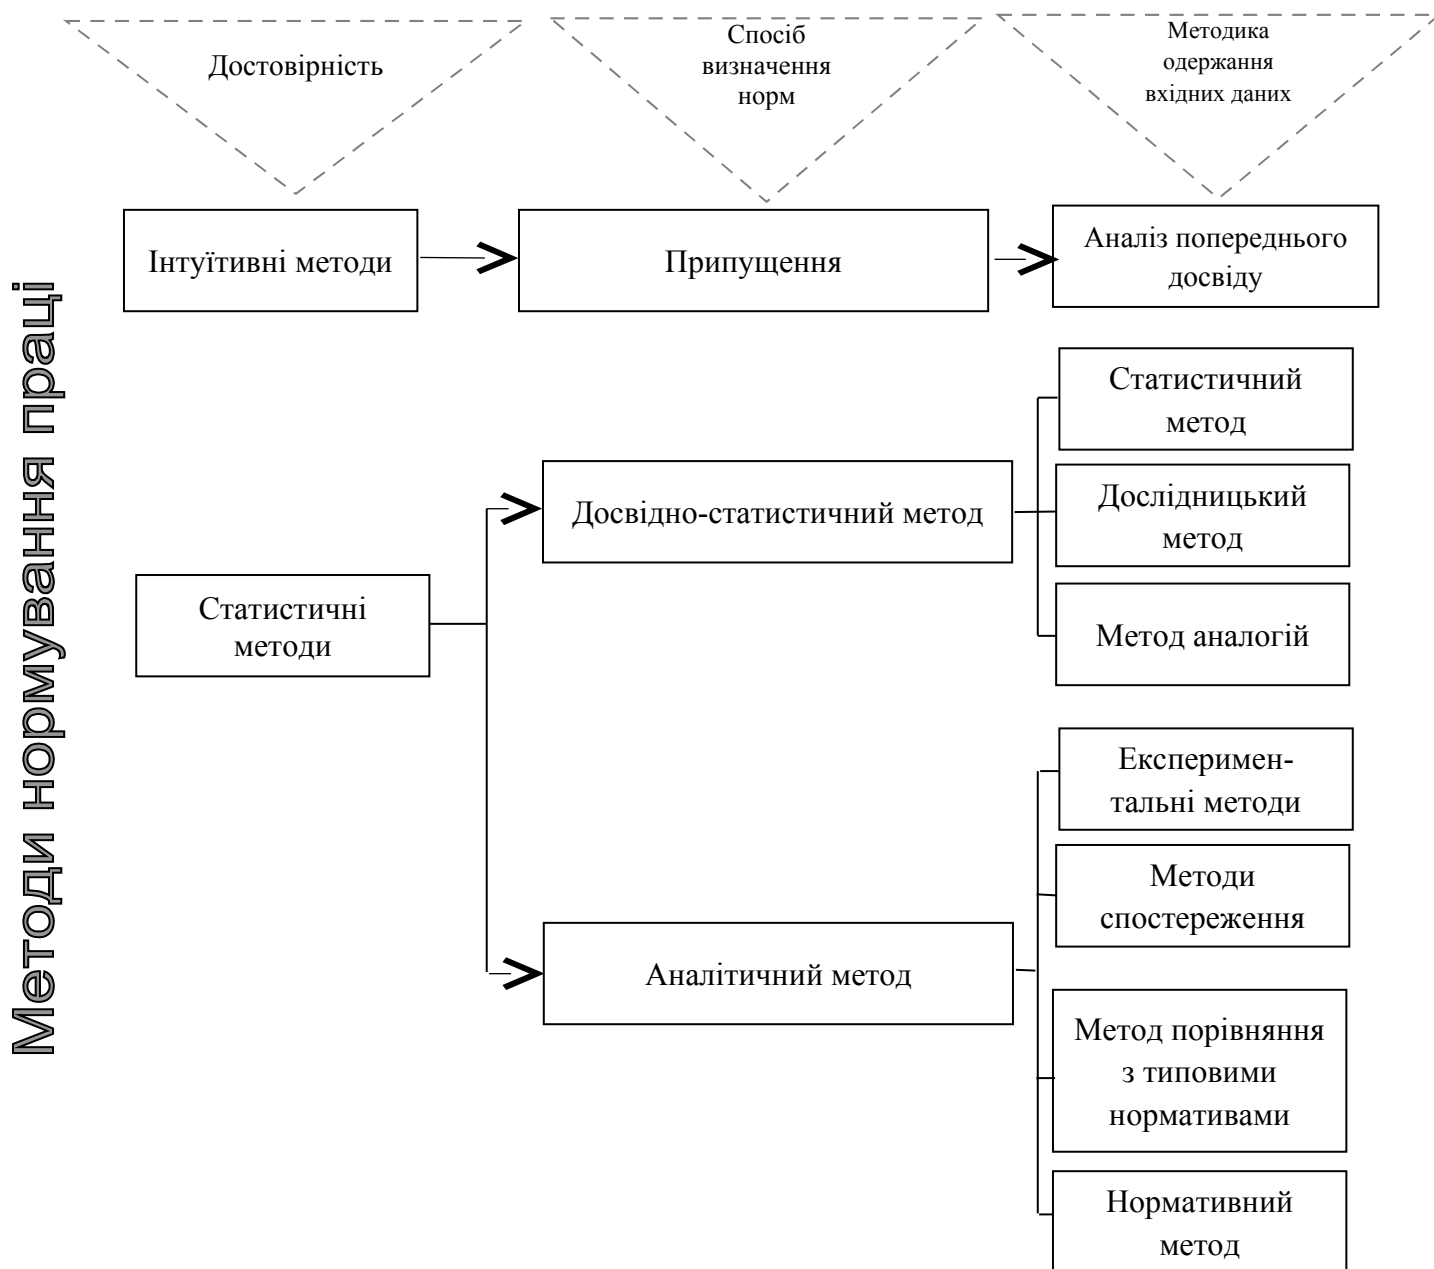 Достовірність
Спосіб
визначення
норм
Методика
одержання
вхідних даних
Методи нормування праці
Інтуїтивні методи
Припущення
Аналіз попереднього
досвіду
Статистичні
методи
Досвідно-статистичний метод
Статистичний
метод
Дослідницький
метод
Метод аналогій
Аналітичний метод
Експеримен-
тальні методи
Методи
спостереження
Метод порівняння
з типовими
нормативами
Нормативний
метод